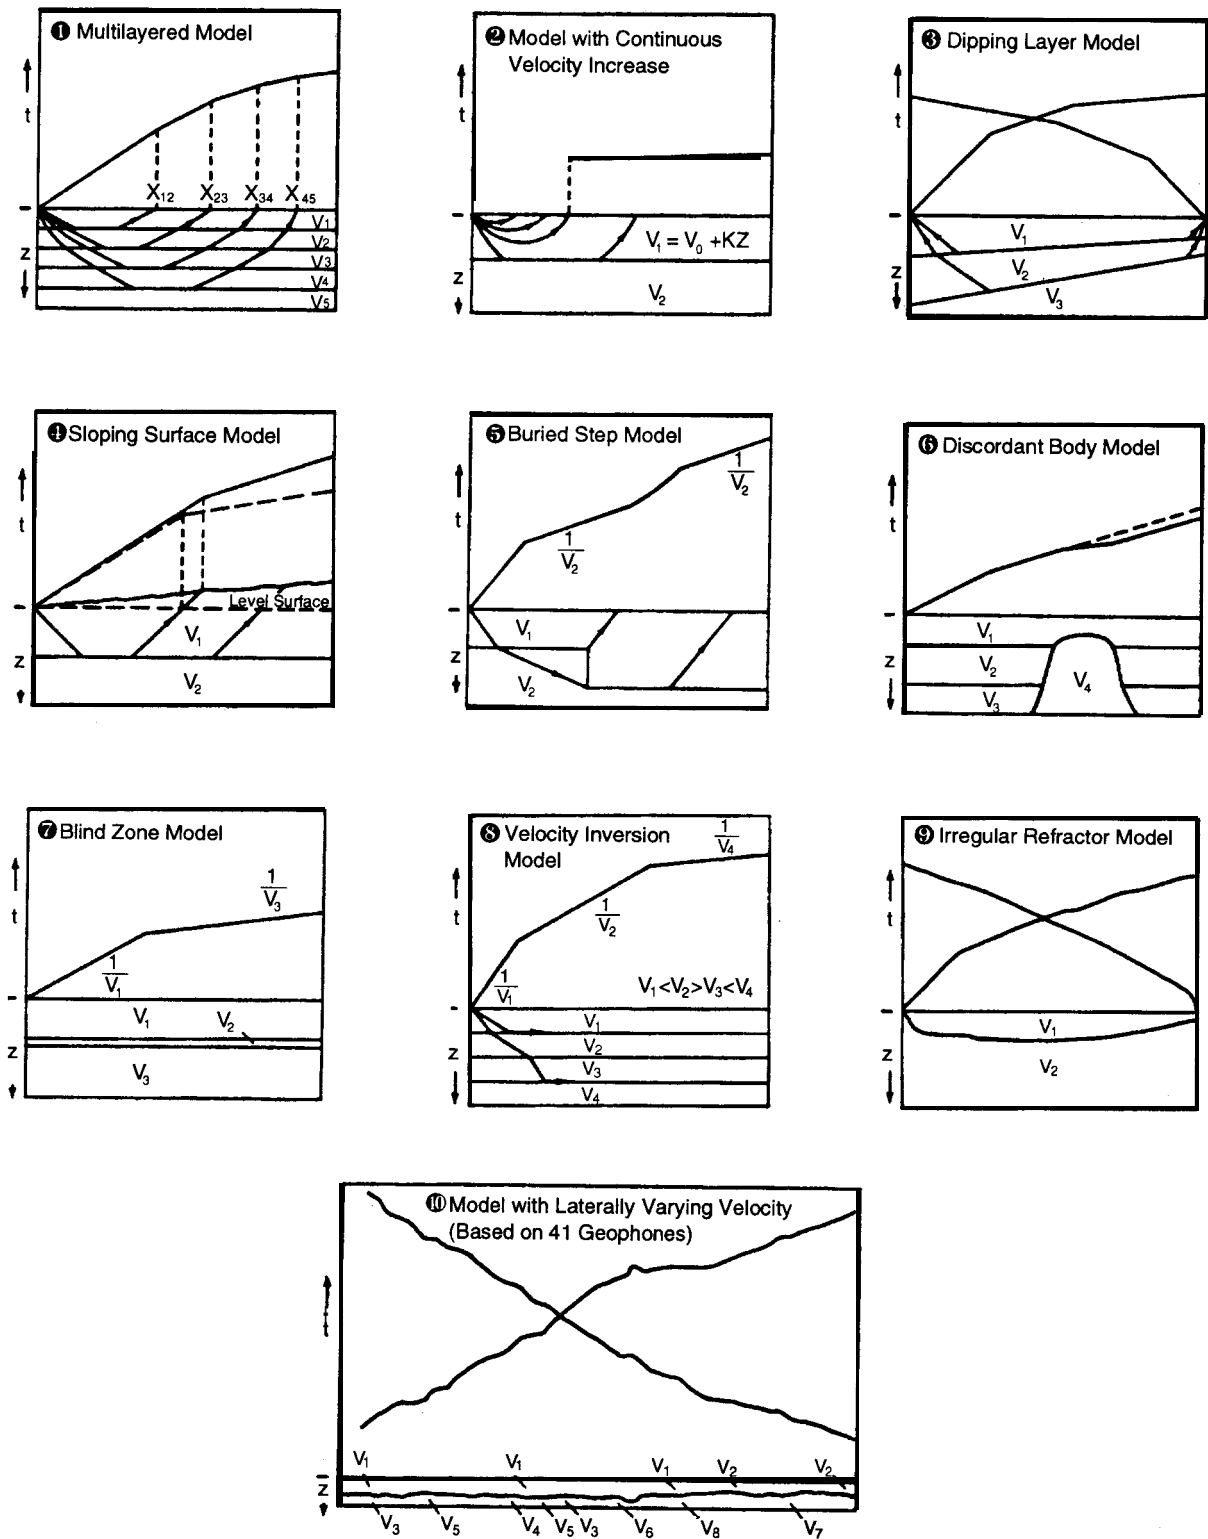 ❶ Multilayered Model
t
X12 X23 X34 X45
V1
V2
Z
V3
V4
V5
❷ Model with Continuous
Velocity Increase
t
V1 = V0 +KZ
Z
V2
❸ Dipping Layer Model
t
V1
V2
Z
V3
❹ Sloping Surface Model
t
Level Surface
V1
Z
V2
❺ Buried Step Model
1/V2
t
1/V2
V1
Z
V2
❻ Discordant Body Model
t
V1
Z
V2
V4
V3
❼ Blind Zone Model
1/V3
t
1/V1
V1 V2
Z
V3
❽ Velocity Inversion
Model
1/V4
t
1/V2
1/V1
V1<V2>V3<V4
V1
V2
Z
V3
V4
❾ Irregular Refractor Model
t
V1
Z
V2
❿ Model with Laterally Varying Velocity
(Based on 41 Geophones)
t
V1 V1 V1 V2 V2
Z
V3 V5 V4 V5 V3 V6 V8 V7